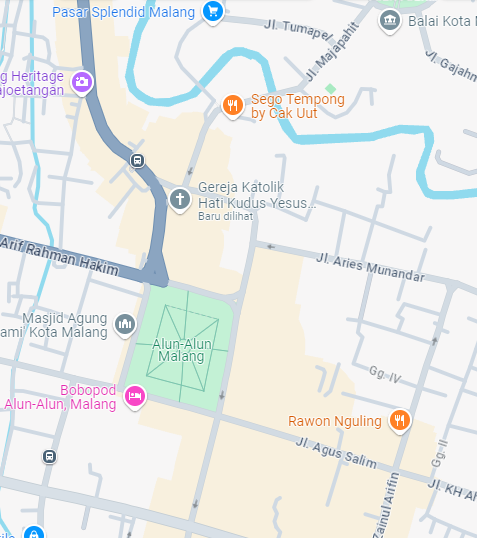 Pasar Splendid Malang
Balai Kota M
Jl. Tumapel
Jl. Majapahit
Jl. Gajahm
g Heritage
ajoetangan
Sego Tempong
by Cak Uut
Gereja Katolik
Hati Kudus Yesus...
Baru dilihat
Arif Rahman Hakim
Jl. Aries Munandar
Masjid Agung
ami' Kota Malang
Alun-Alun
Malang
Gg. IV
Bobopod
Alun-Alun, Malang
Rawon Nguling
Jl. Agus Salim
Gg. II
Jl. KH Ah
Zainul Arifin